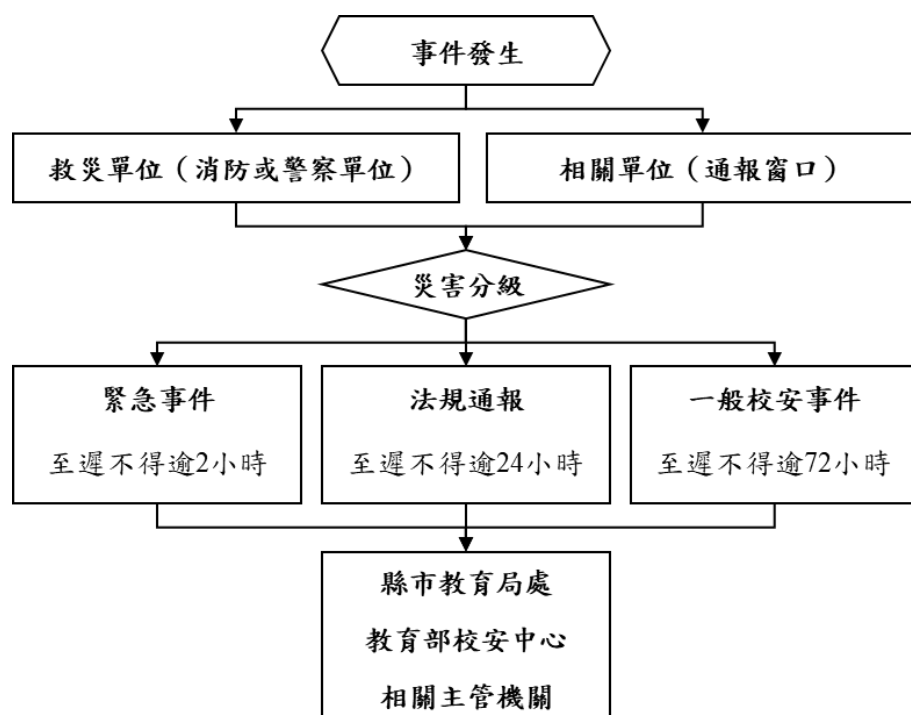 事件發生
救災單位（消防或警察單位）
相關單位（通報窗口）
災害分級
緊急事件
至遲不得逾2小時
法規通報
至遲不得逾24小時
一般校安事件
至遲不得逾72小時
縣市教育局處
教育部校安中心
相關主管機關